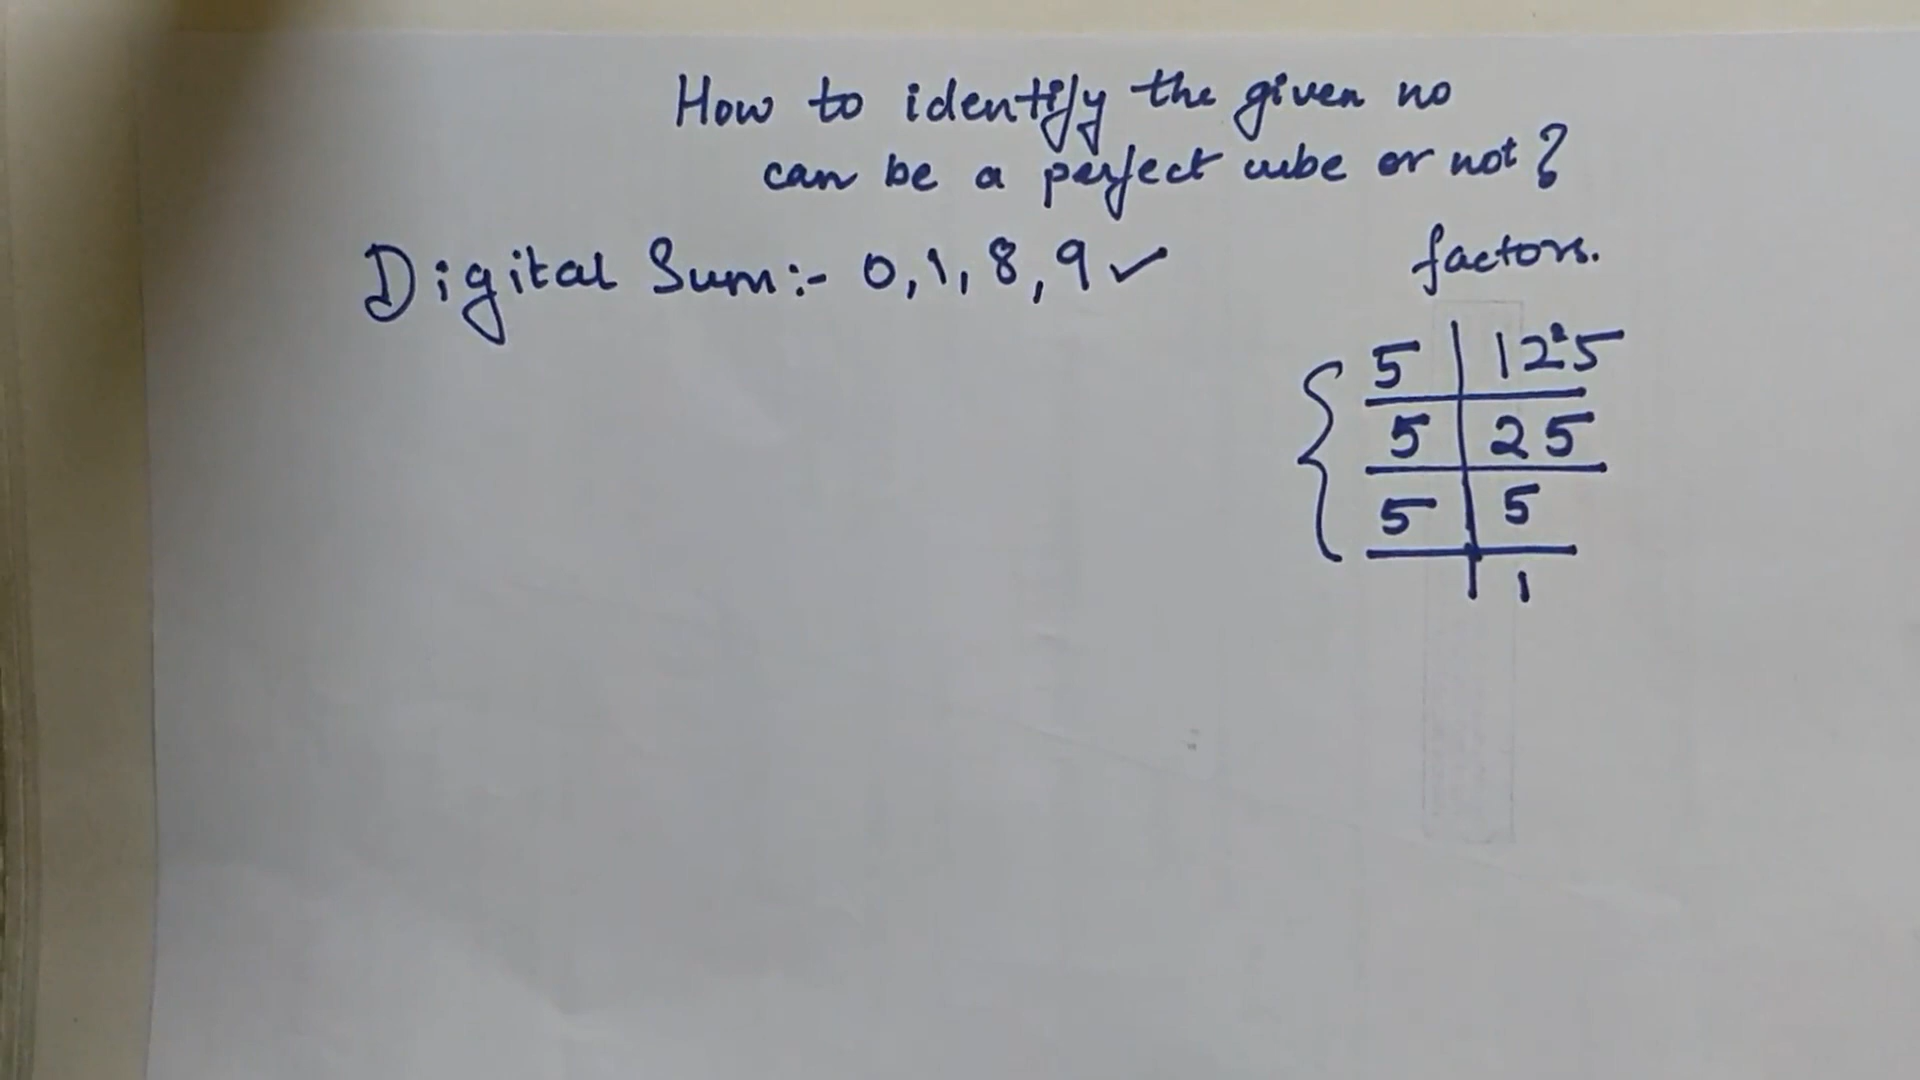 How to identify the given no
can be a perfect cube or not?
Digital Sum:- 0, 1, 8, 9 ✓
factors.
5 | 125
5 | 25
5 | 5
| 1